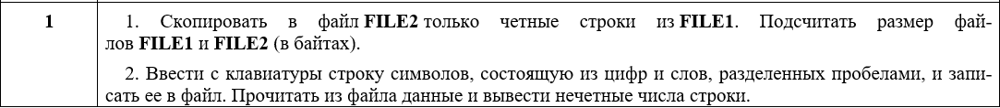 1
1. Скопировать в файл FILE2 только четные строки из FILE1. Подсчитать размер фай-
лов FILE1 и FILE2 (в байтах).
2. Ввести с клавиатуры строку символов, состоящую из цифр и слов, разделенных пробелами, и запи-
сать ее в файл. Прочитать из файла данные и вывести нечетные числа строки.